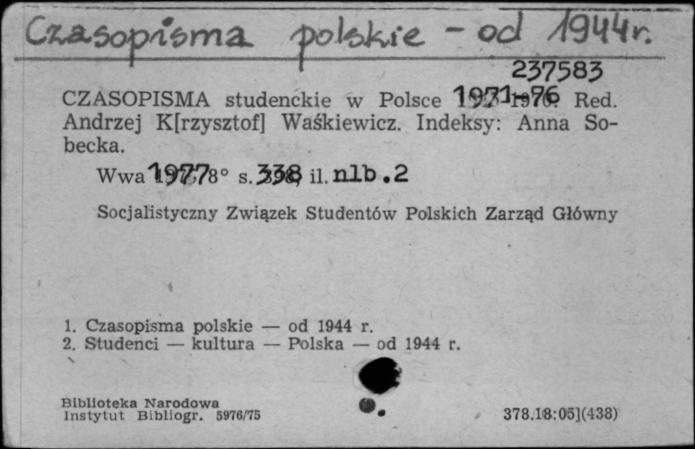 Czasopisma polskie - od 1944r.
237583
CZASOPISMA studenckie w Polsce 1971-76. Red.
Andrzej K[rzysztof] Waśkiewicz. Indeksy: Anna So-
becka.
Wwa 1977 8° s. 338, il. nlb.2
Socjalistyczny Związek Studentów Polskich Zarząd Główny
1. Czasopisma polskie — od 1944 r.
2. Studenci — kultura — Polska — od 1944 r.
Biblioteka Narodowa
Instytut Bibliogr. 5976/75
378.18:05](438)